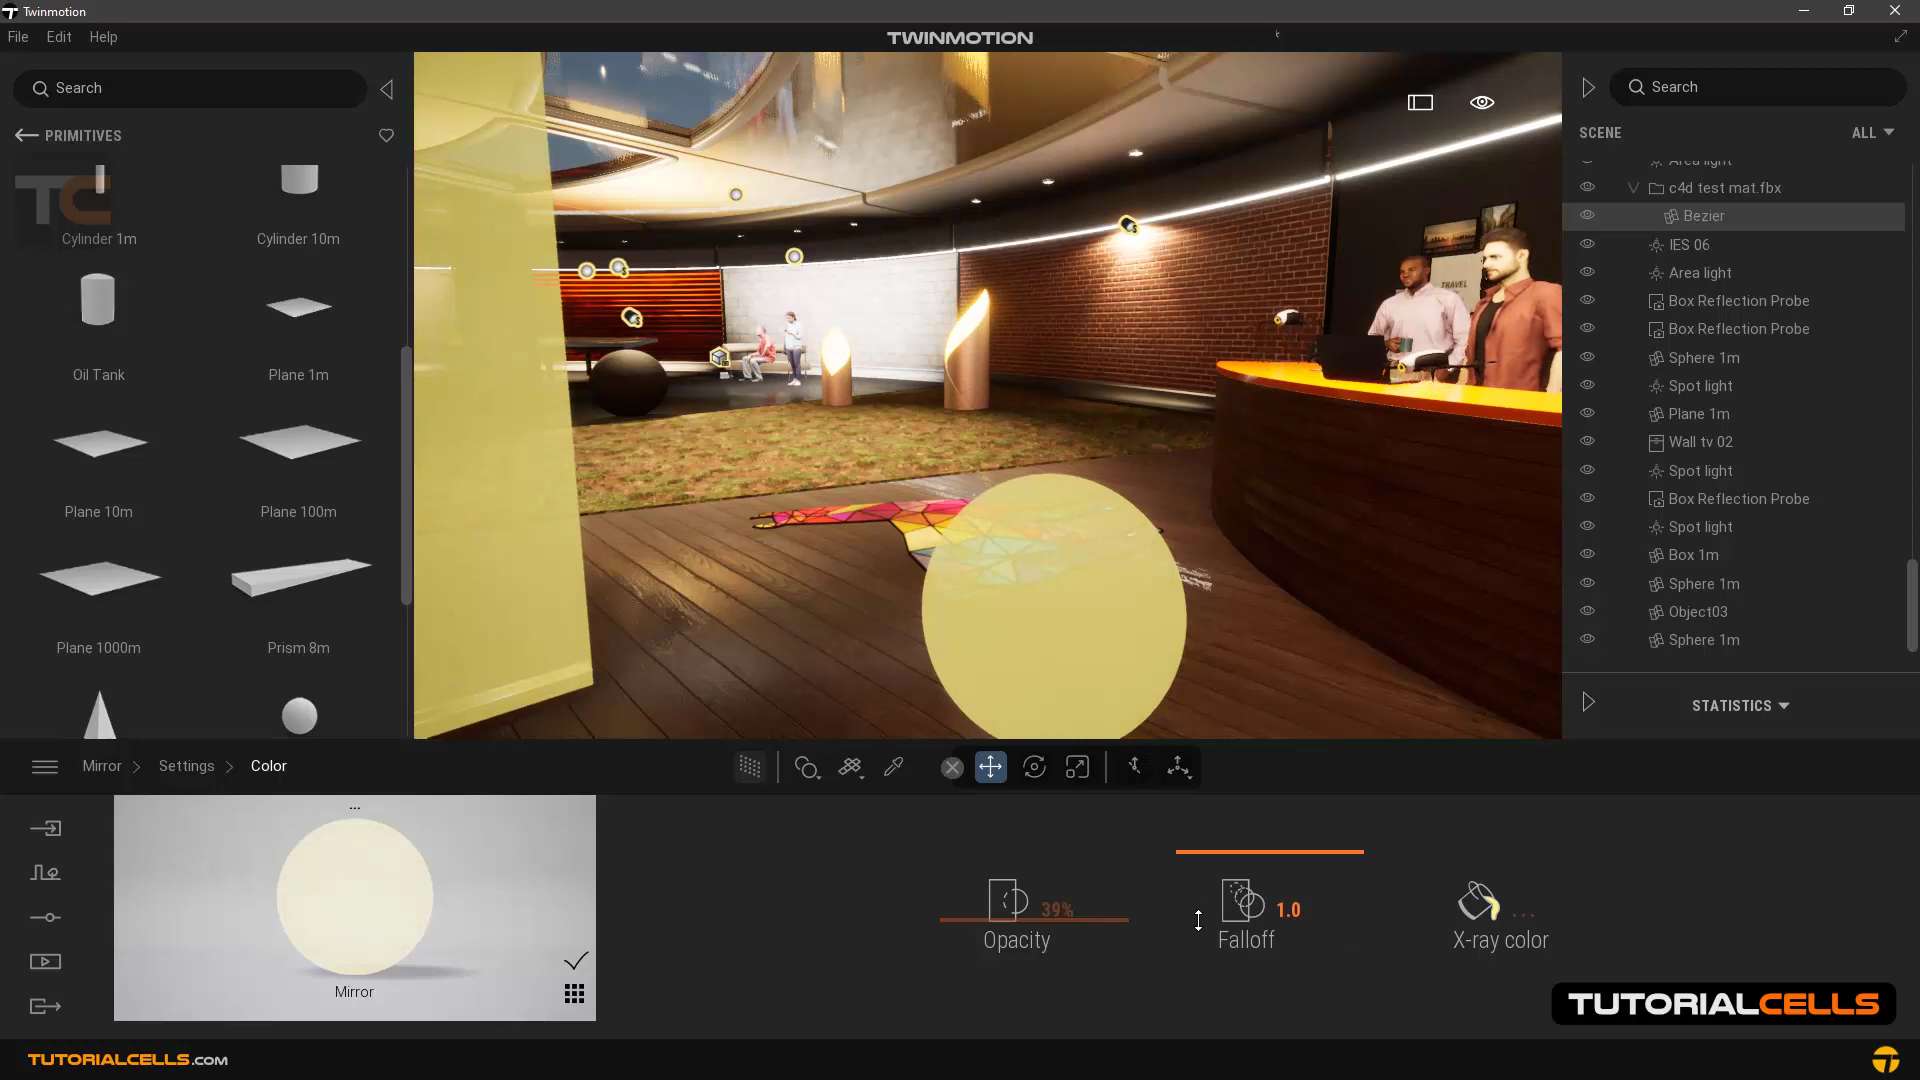 Twinmotion
File Edit Help
TWINMOTION
Search
PRIMITIVES
TC
Cylinder 1m
Cylinder 10m
Oil Tank
Plane 1m
Plane 10m
Plane 100m
Plane 1000m
Prism 8m
TRAVEL
Search
SCENE
ALL
Area light
c4d test mat.fbx
Bezier
IES 06
Area light
Box Reflection Probe
Box Reflection Probe
Sphere 1m
Spot light
Plane 1m
Wall tv 02
Spot light
Box Reflection Probe
Spot light
Box 1m
Sphere 1m
Object03
Sphere 1m
STATISTICS
Mirror
Settings
Color
...
Mirror
39%
Opacity
1.0
Falloff
...
X-ray color
TUTORIALCELLS
TUTORIALCELLS.COM